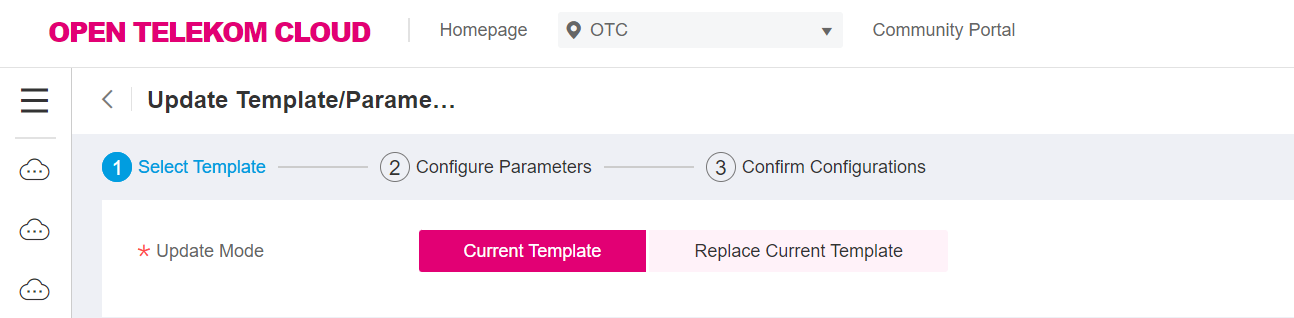 OPEN TELEKOM CLOUD Homepage OTC Community Portal
Update Template/Parame...
1 Select Template 2 Configure Parameters 3 Confirm Configurations
* Update Mode Current Template Replace Current Template